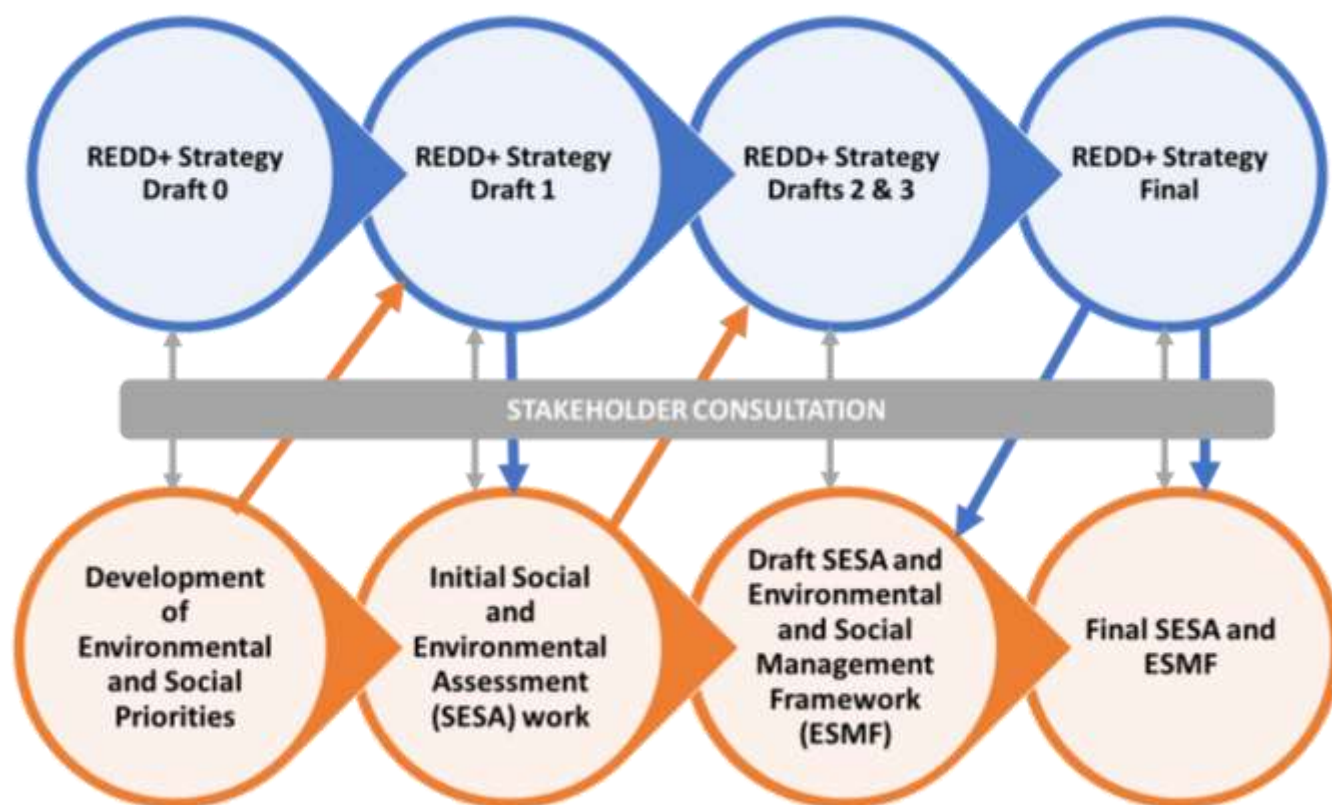 REDD+ Strategy
Draft 0
REDD+ Strategy
Draft 1
REDD+ Strategy
Drafts 2 & 3
REDD+ Strategy
Final
STAKEHOLDER CONSULTATION
Development
of
Environmental
and Social
Priorities
Initial Social
and
Environmental
Assessment
(SESA) work
Draft SESA and
Environmental
and Social
Management
Framework
(ESMF)
Final SESA and
ESMF